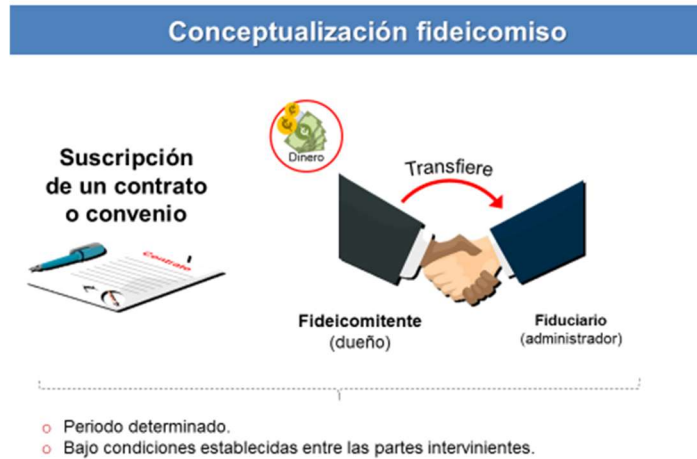 Conceptualización fideicomiso
Suscripción
de un contrato
o convenio
Contrato
Dinero
Transfiere
Fideicomitente
(dueño)
Fiduciario
(administrador)
o Periodo determinado.
o Bajo condiciones establecidas entre las partes intervinientes.